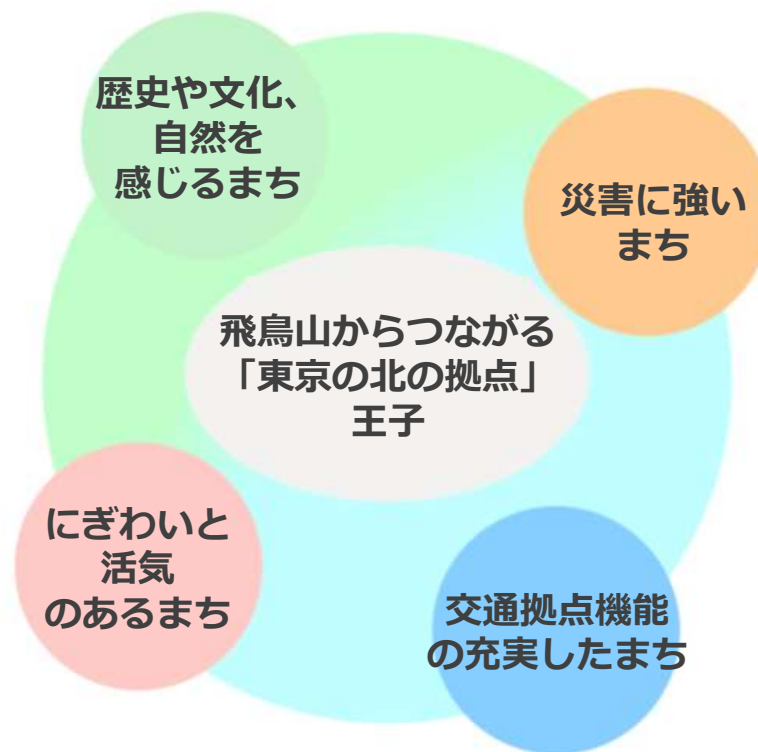 歴史や文化、
自然を
感じるまち
災害に強い
まち
飛鳥山からつながる
「東京の北の拠点」
王子
にぎわいと
活気
のあるまち
交通拠点機能
の充実したまち